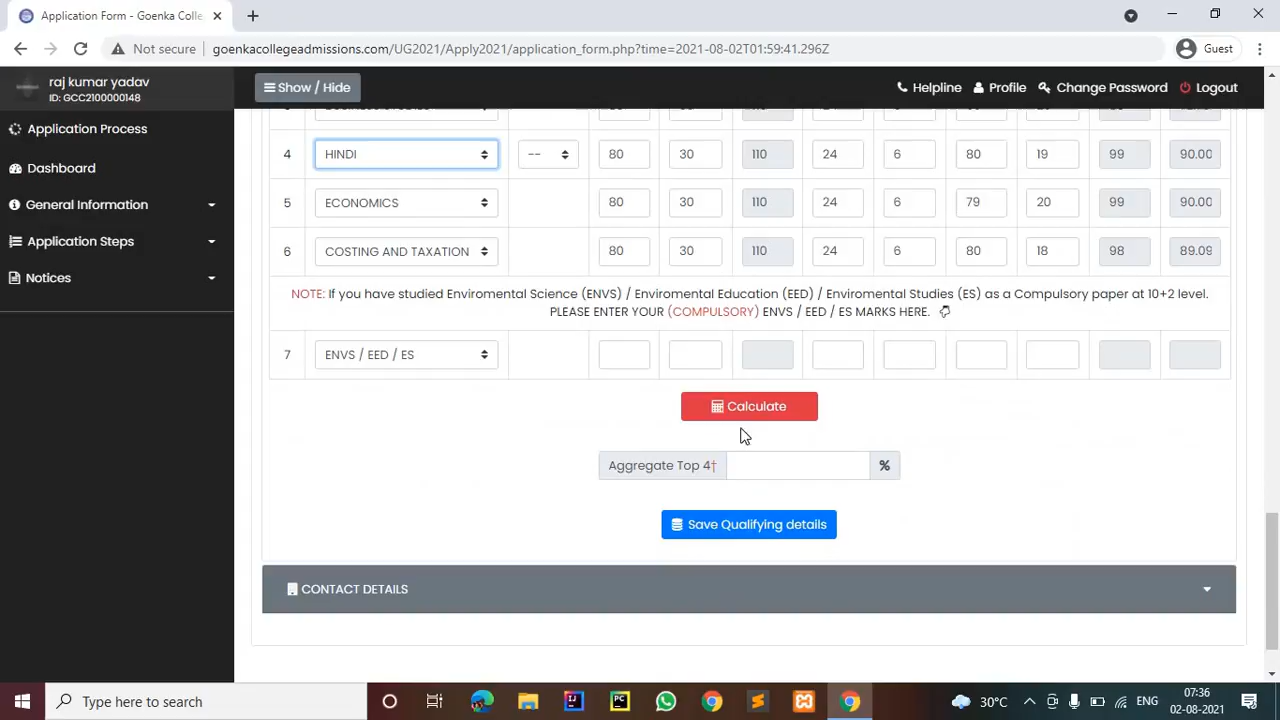 Application Form - Goenka Colle
Not secure
goenkacollegeadmissions.com/UG2021/Apply2021/application_form.php?time=2021-08-02T01:59:41.296Z
Guest
raj kumar yadav
ID: GCC2100000148
Show / Hide
Helpline
Profile
Change Password
Logout
Application Process
Dashboard
General Information
Application Steps
Notices
4 HINDI -- 80 30 110 24 6 80 19 99 90.00
5 ECONOMICS 80 30 110 24 6 79 20 99 90.00
6 COSTING AND TAXATION 80 30 110 24 6 80 18 98 89.09
NOTE: If you have studied Enviromental Science (ENVS) / Enviromental Education (EED) / Enviromental Studies (ES) as a Compulsory paper at 10+2 level.
PLEASE ENTER YOUR (COMPULSORY) ENVS / EED / ES MARKS HERE.
7 ENVS / EED / ES
Calculate
Aggregate Top 4† %
Save Qualifying details
CONTACT DETAILS
Type here to search
30°C
ENG
07:36
02-08-2021